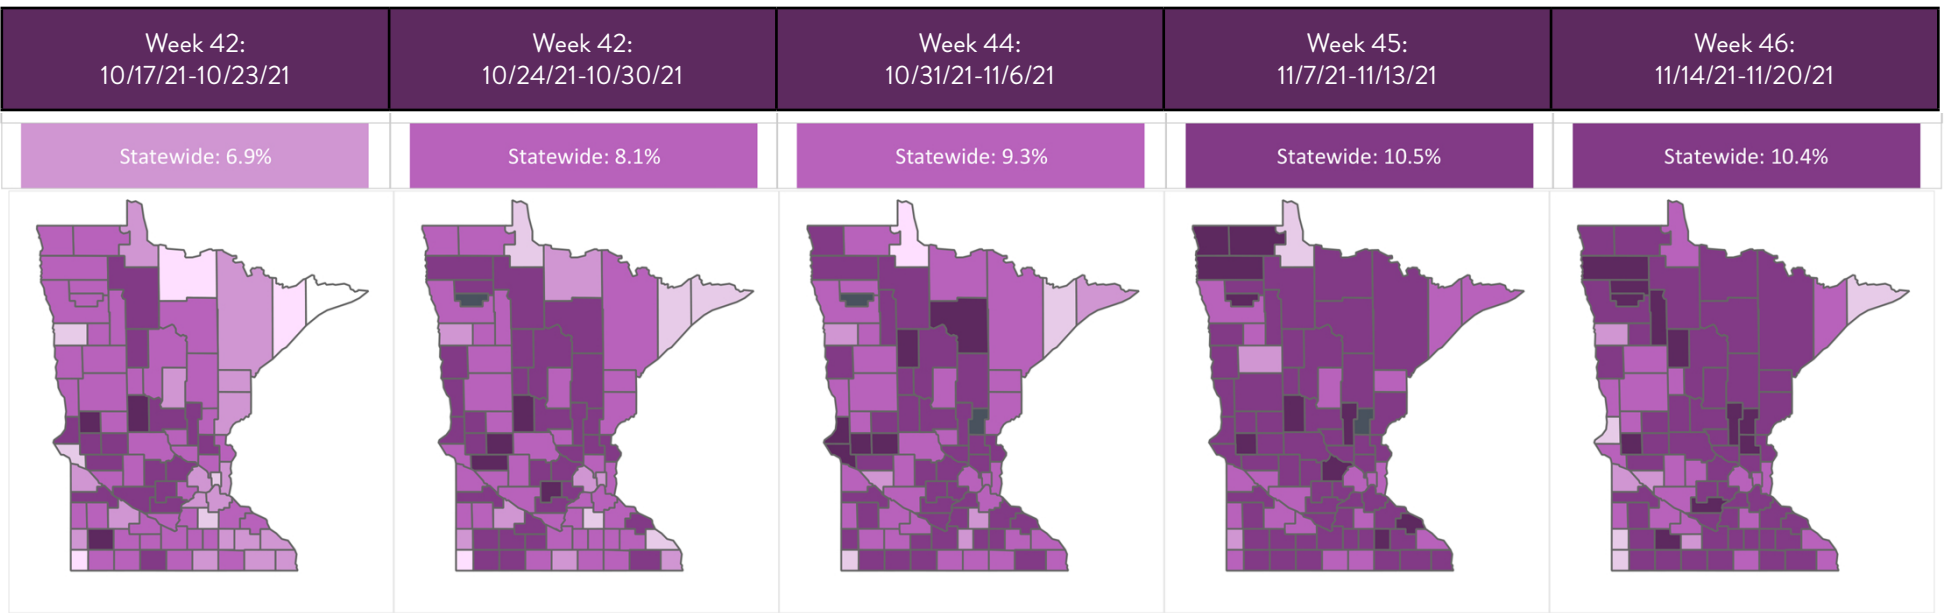 Week 42:
10/17/21-10/23/21
Week 42:
10/24/21-10/30/21
Week 44:
10/31/21-11/6/21
Week 45:
11/7/21-11/13/21
Week 46:
11/14/21-11/20/21
Statewide: 6.9%
Statewide: 8.1%
Statewide: 9.3%
Statewide: 10.5%
Statewide: 10.4%